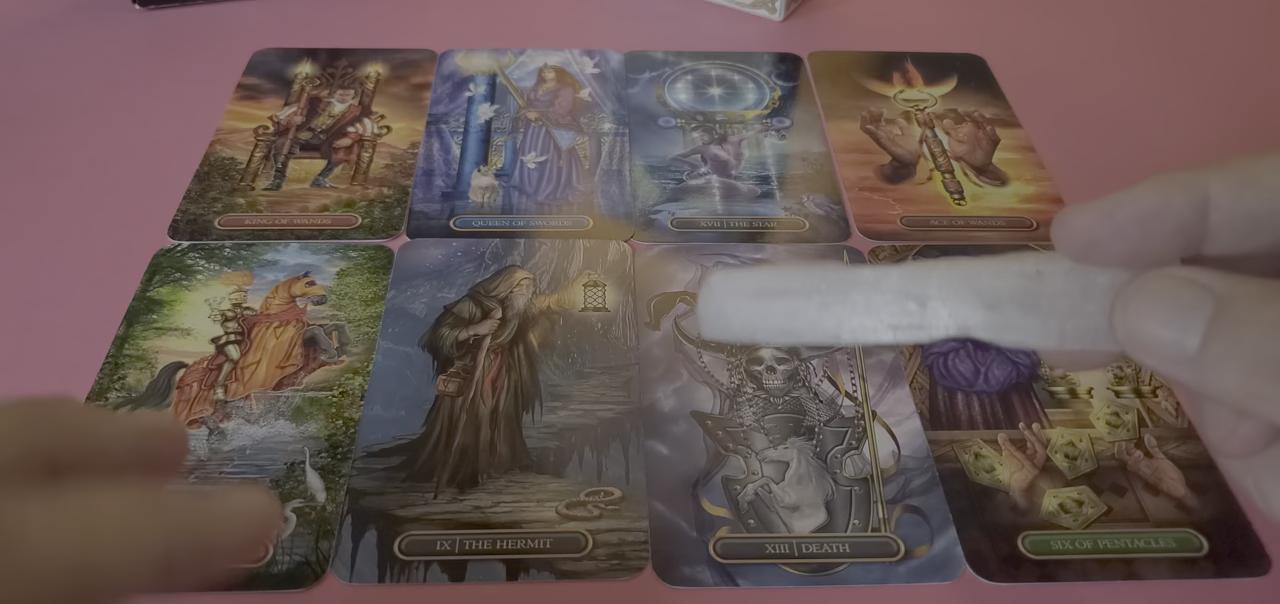 KING OF WANDS
QUEEN OF SWORDS
XVII | THE STAR
ACE OF WANDS
IX | THE HERMIT
XIII | DEATH
SIX OF PENTACLES